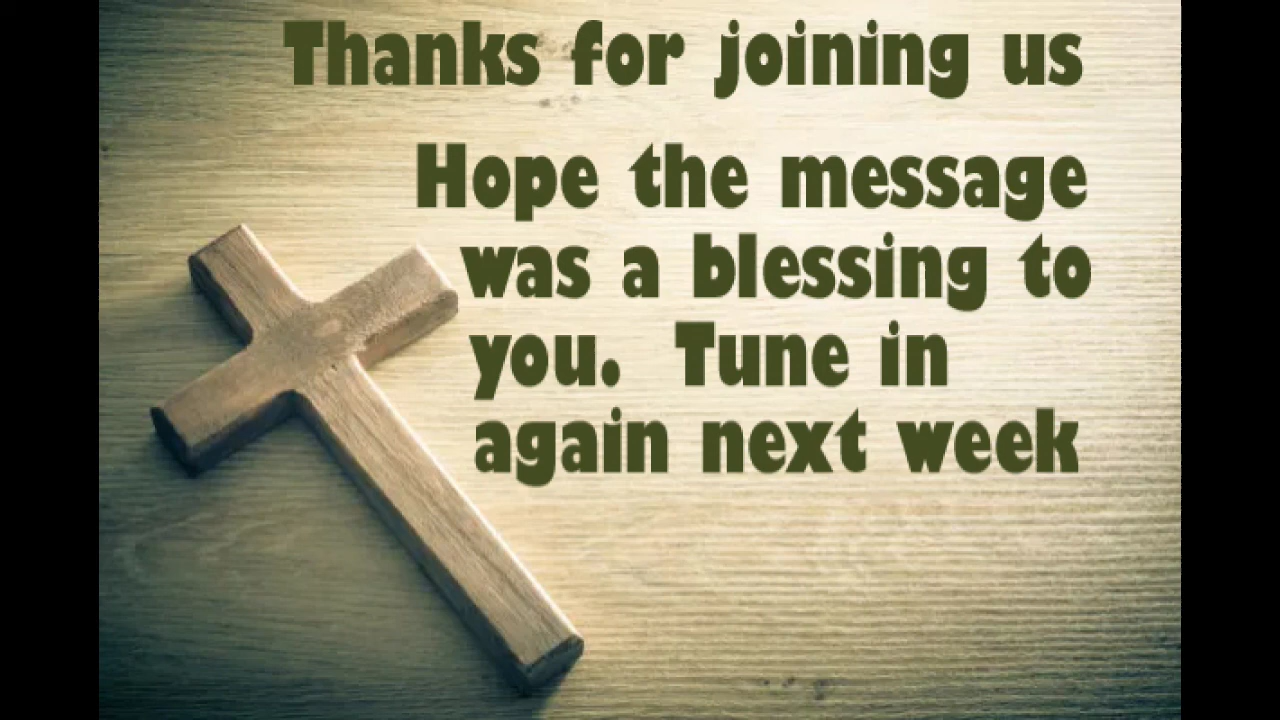 Thanks for joining us
Hope the message
was a blessing to
you. Tune in
again next week